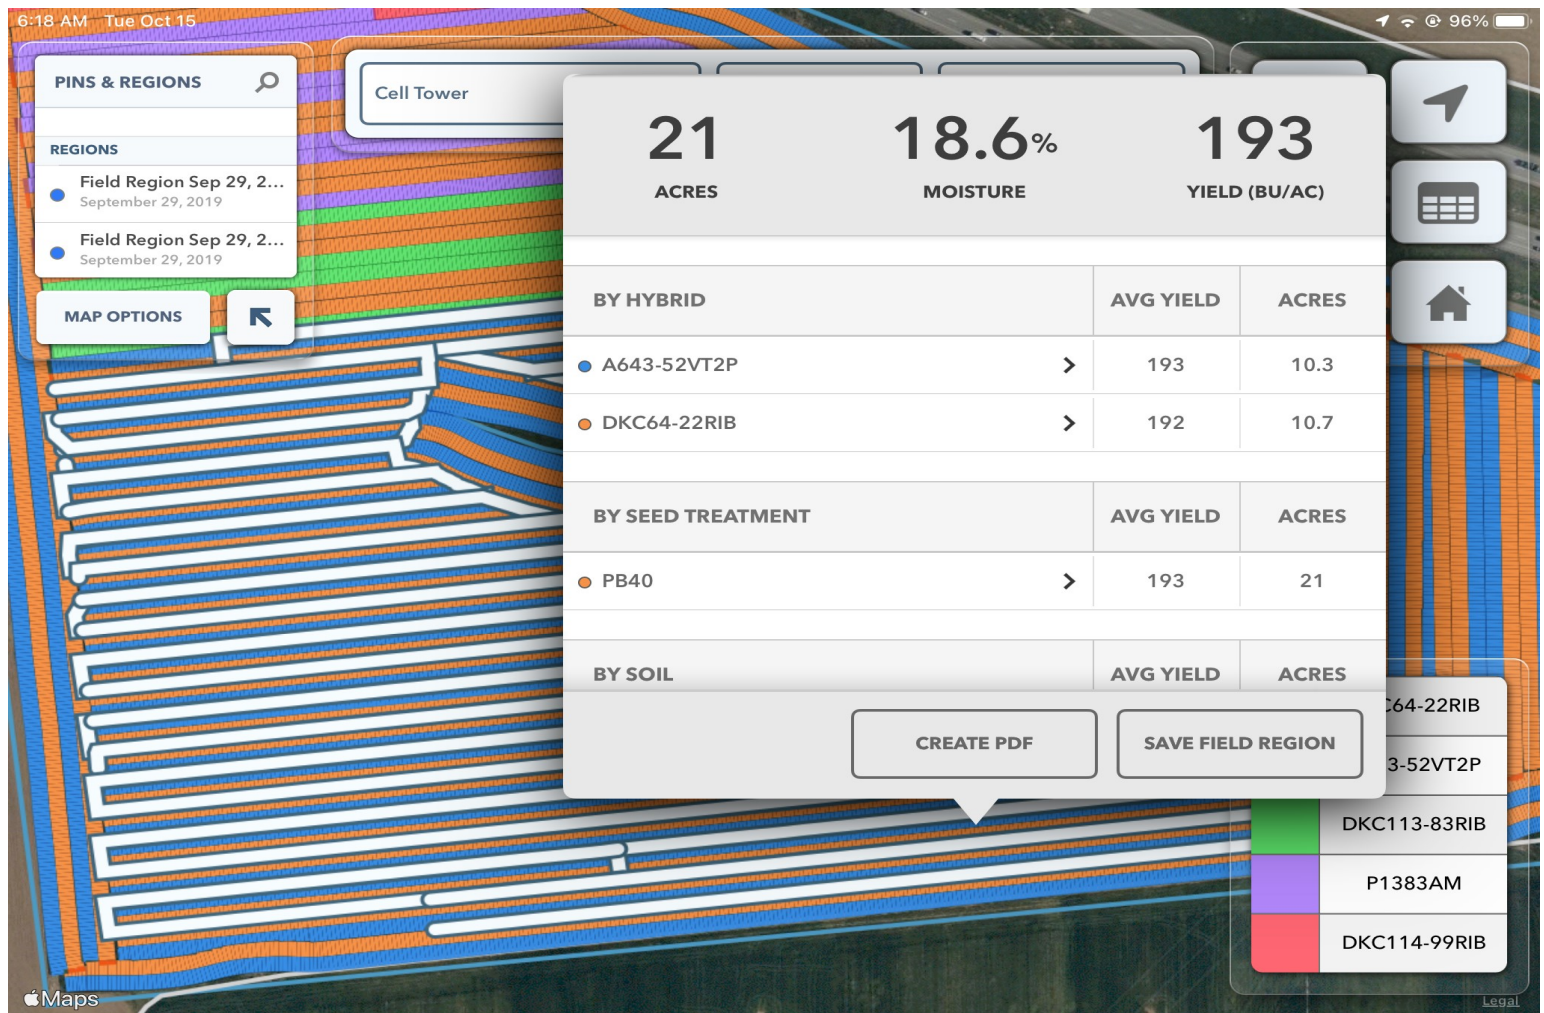 6:18 AM Tue Oct 15
96%
PINS & REGIONS
REGIONS
Field Region Sep 29, 2...
September 29, 2019
Field Region Sep 29, 2...
September 29, 2019
MAP OPTIONS
Cell Tower
21 18.6% 193
ACRES MOISTURE YIELD (BU/AC)
BY HYBRID AVG YIELD ACRES
A643-52VT2P 193 10.3
DKC64-22RIB 192 10.7
BY SEED TREATMENT AVG YIELD ACRES
PB40 193 21
BY SOIL AVG YIELD ACRES
CREATE PDF SAVE FIELD REGION
C64-22RIB
3-52VT2P
DKC113-83RIB
P1383AM
DKC114-99RIB
Maps
Legal